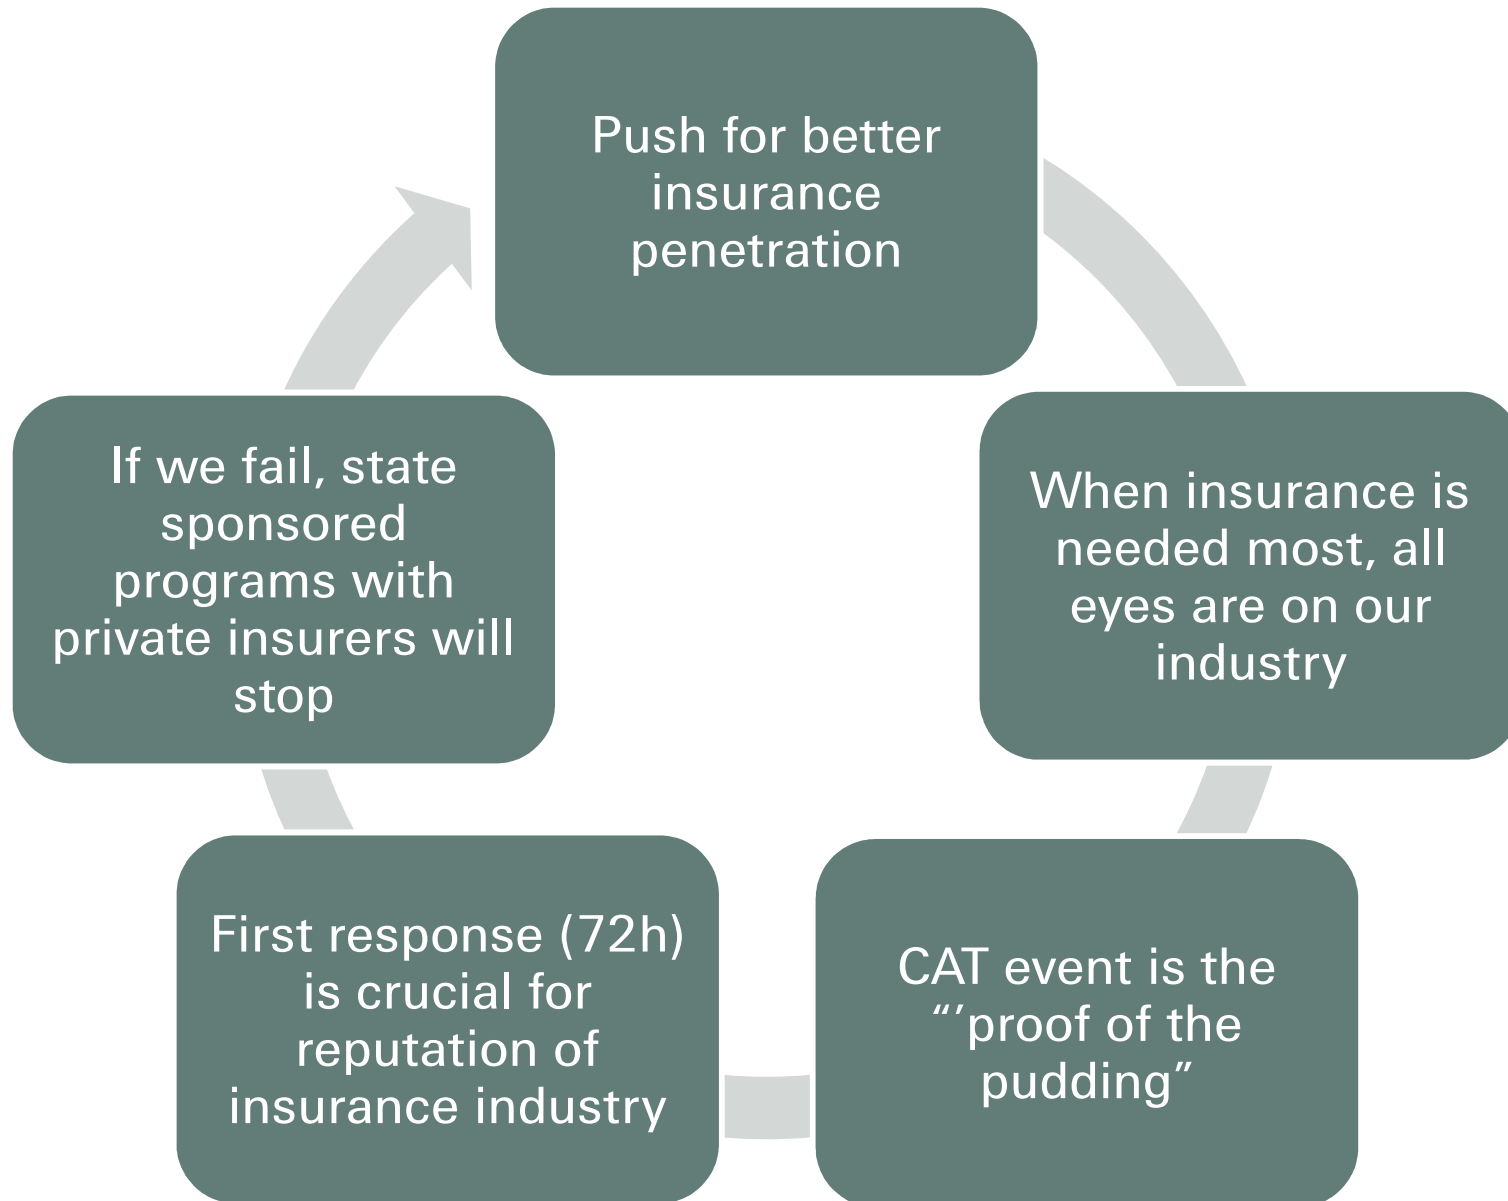 Push for better
insurance
penetration
When insurance is
needed most, all
eyes are on our
industry
CAT event is the
“’proof of the
pudding”
First response (72h)
is crucial for
reputation of
insurance industry
If we fail, state
sponsored
programs with
private insurers will
stop